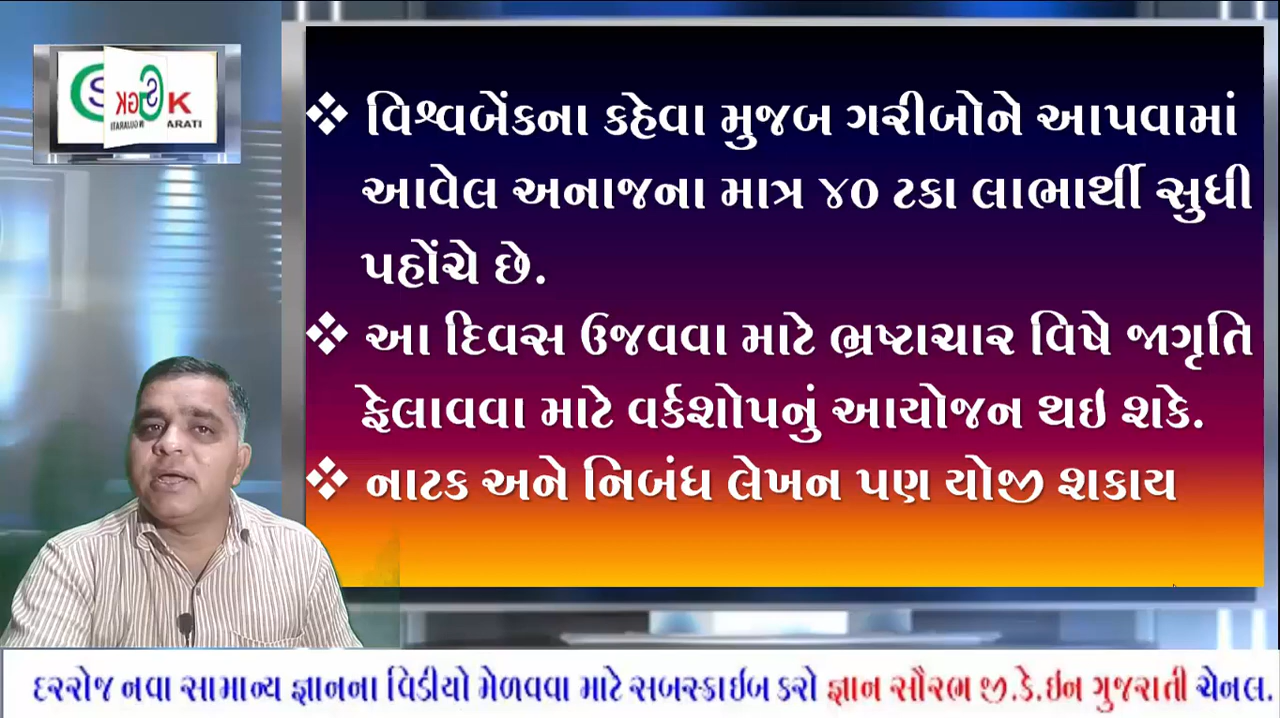 ❖ વિશ્વબેંકના કહેવા મુજબ ગરીબોને આપવામાં
આવેલ અનાજના માત્ર ૪૦ ટકા લાભાર્થી સુધી
પહોંચે છે.
❖ આ દિવસ ઉજવવા માટે ભ્રષ્ટાચાર વિષે જાગૃતિ
ફેલાવવા માટે વર્કશોપનું આયોજન થઇ શકે.
❖ નાટક અને નિબંધ લેખન પણ યોજી શકાય
દરરોજ નવા સામાન્ય જ્ઞાનના વિડીયો મેળવવા માટે સબસ્ક્રાઇબ કરો જ્ઞાન સૌરભ જી.કે.ઇન ગુજરાતી ચેનલ.